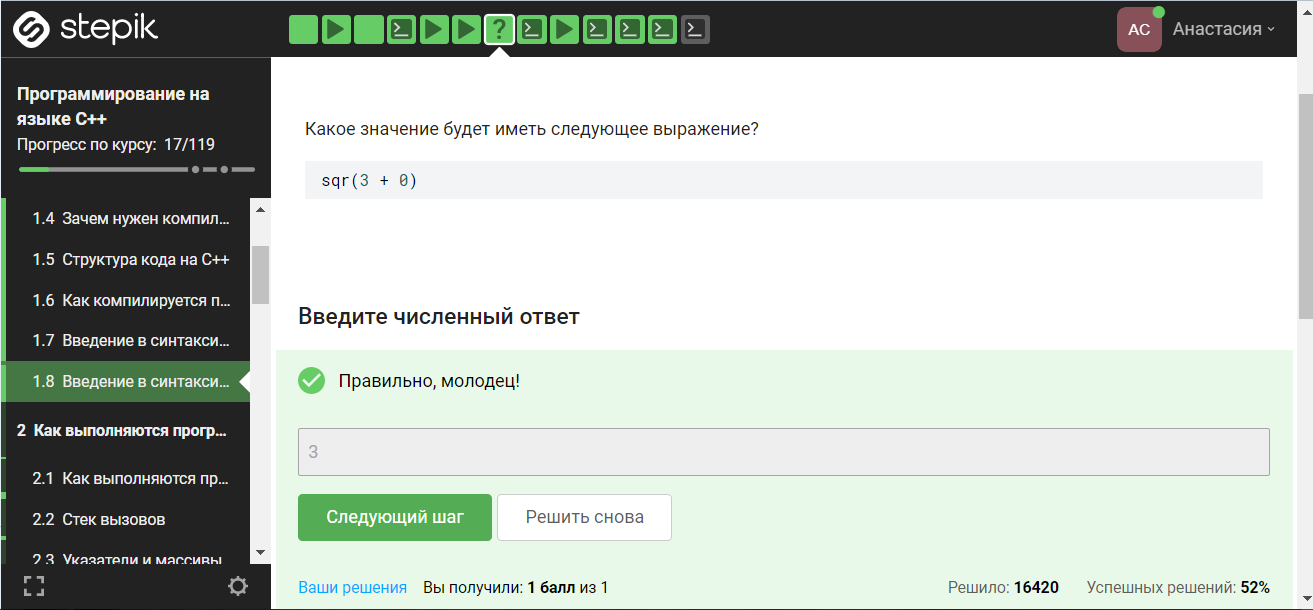 stepik
?
АС
Анастасия
Программирование на
языке C++
Прогресс по курсу: 17/119
1.4 Зачем нужен компил...
1.5 Структура кода на C++
1.6 Как компилируется п...
1.7 Введение в синтакси...
1.8 Введение в синтакси...
2 Как выполняются прогр...
2.1 Как выполняются пр...
2.2 Стек вызовов
2.3 Указатели и массивы
Какое значение будет иметь следующее выражение?
sqr(3 + 0)
Введите численный ответ
Правильно, молодец!
3
Следующий шаг
Решить снова
Ваши решения Вы получили: 1 балл из 1
Решило: 16420 Успешных решений: 52%